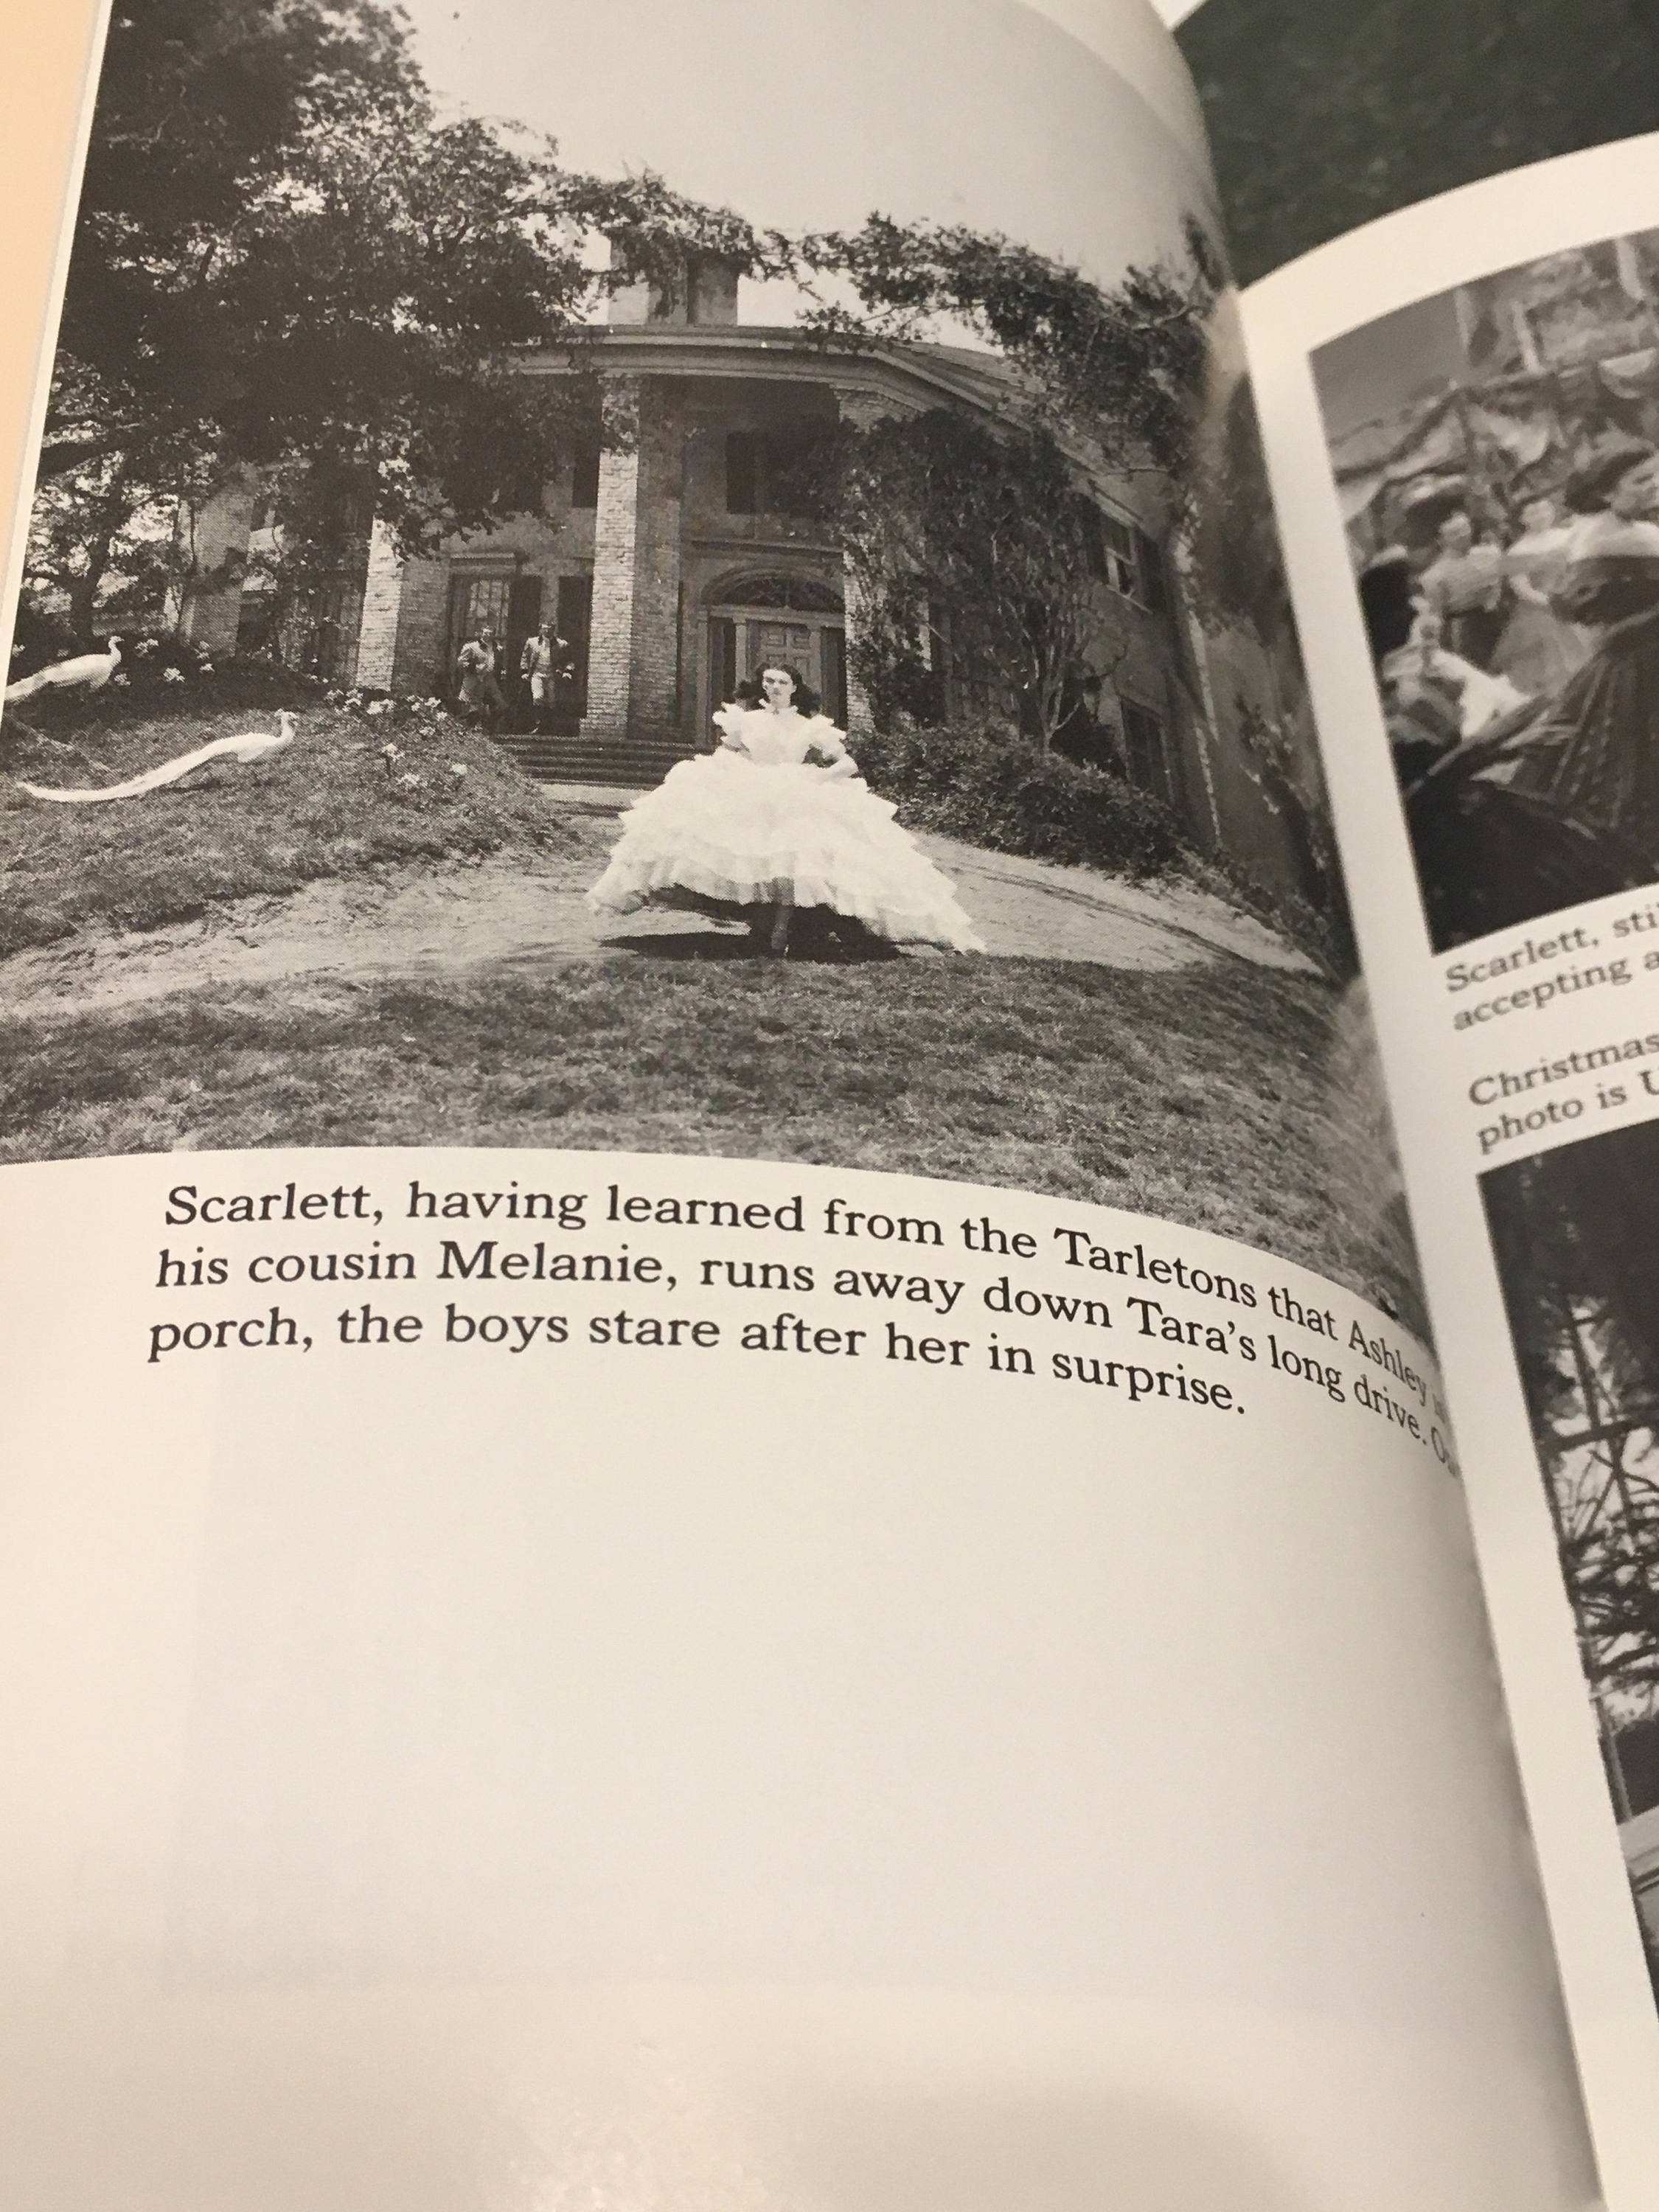 Scarlett, having learned from the Tarletons that Ashley
his cousin Melanie, runs away down Tara's long drive.
porch, the boys stare after her in surprise.
Scarlett,
accepting
Christmas
photo is